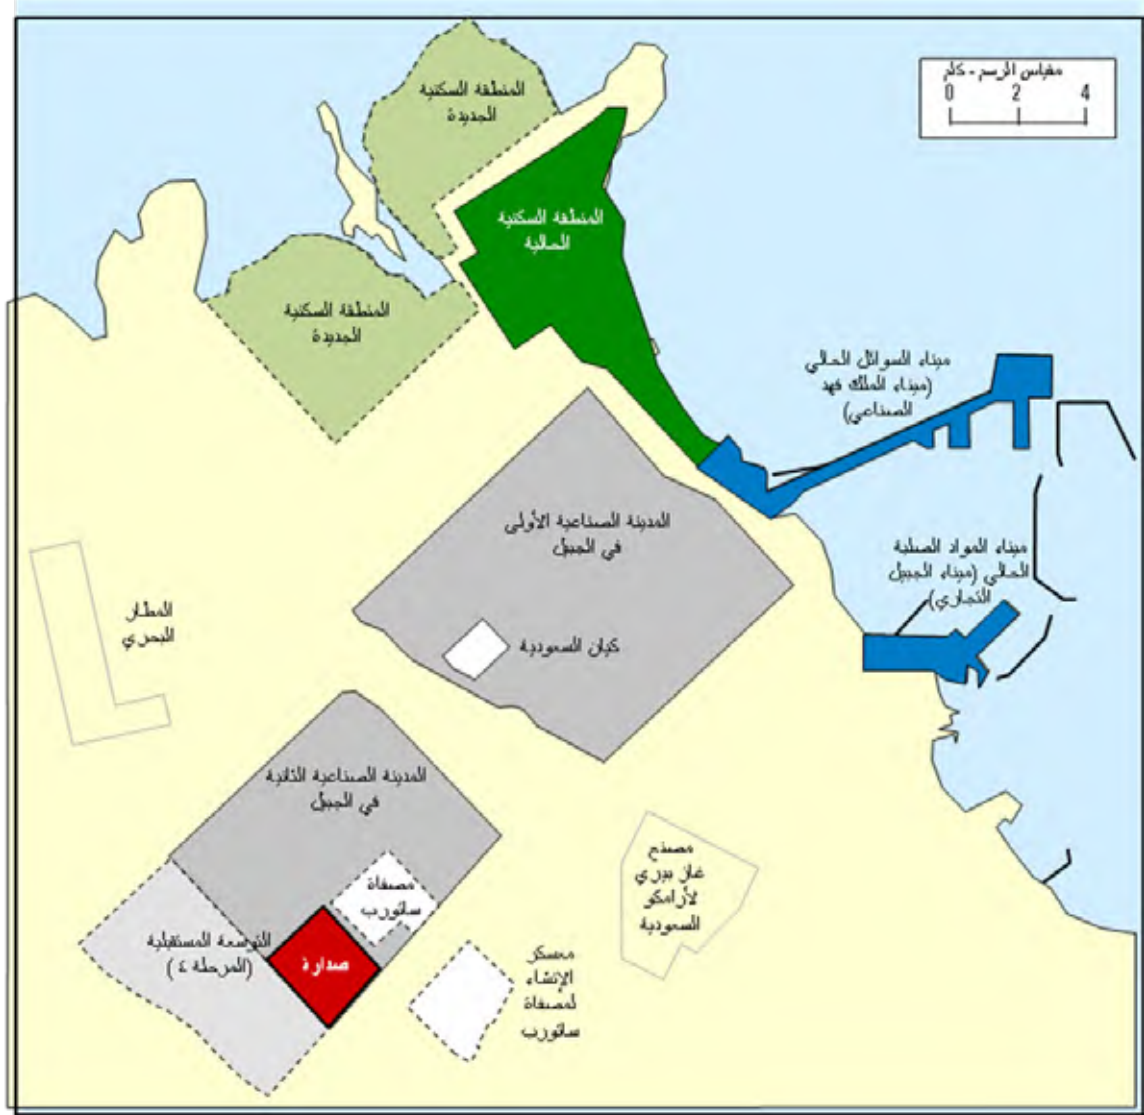 مقياس الرسم - كلم
0 2 4
المنطقة السكنية
الجديدة
المنطقة السكنية
الحالية
المنطقة السكنية
الجديدة
ميناء السوائل الحالي
(ميناء الملك فهد
الصناعي)
المدينة الصناعية الأولى
في الجبيل
ميناء المواد الصلبة
الحالي (ميناء الجبيل
التجاري)
المطار
البحري
كيان السعودية
المدينة الصناعية الثانية
في الجبيل
مصنع
غاز بيري
لأرامكو
السعودية
مصفاة
ساتورب
التوسعة المستقبلية
(المرحلة ٤)
صدارة
معسكر
الإنشاء
لمصفاة
ساتورب